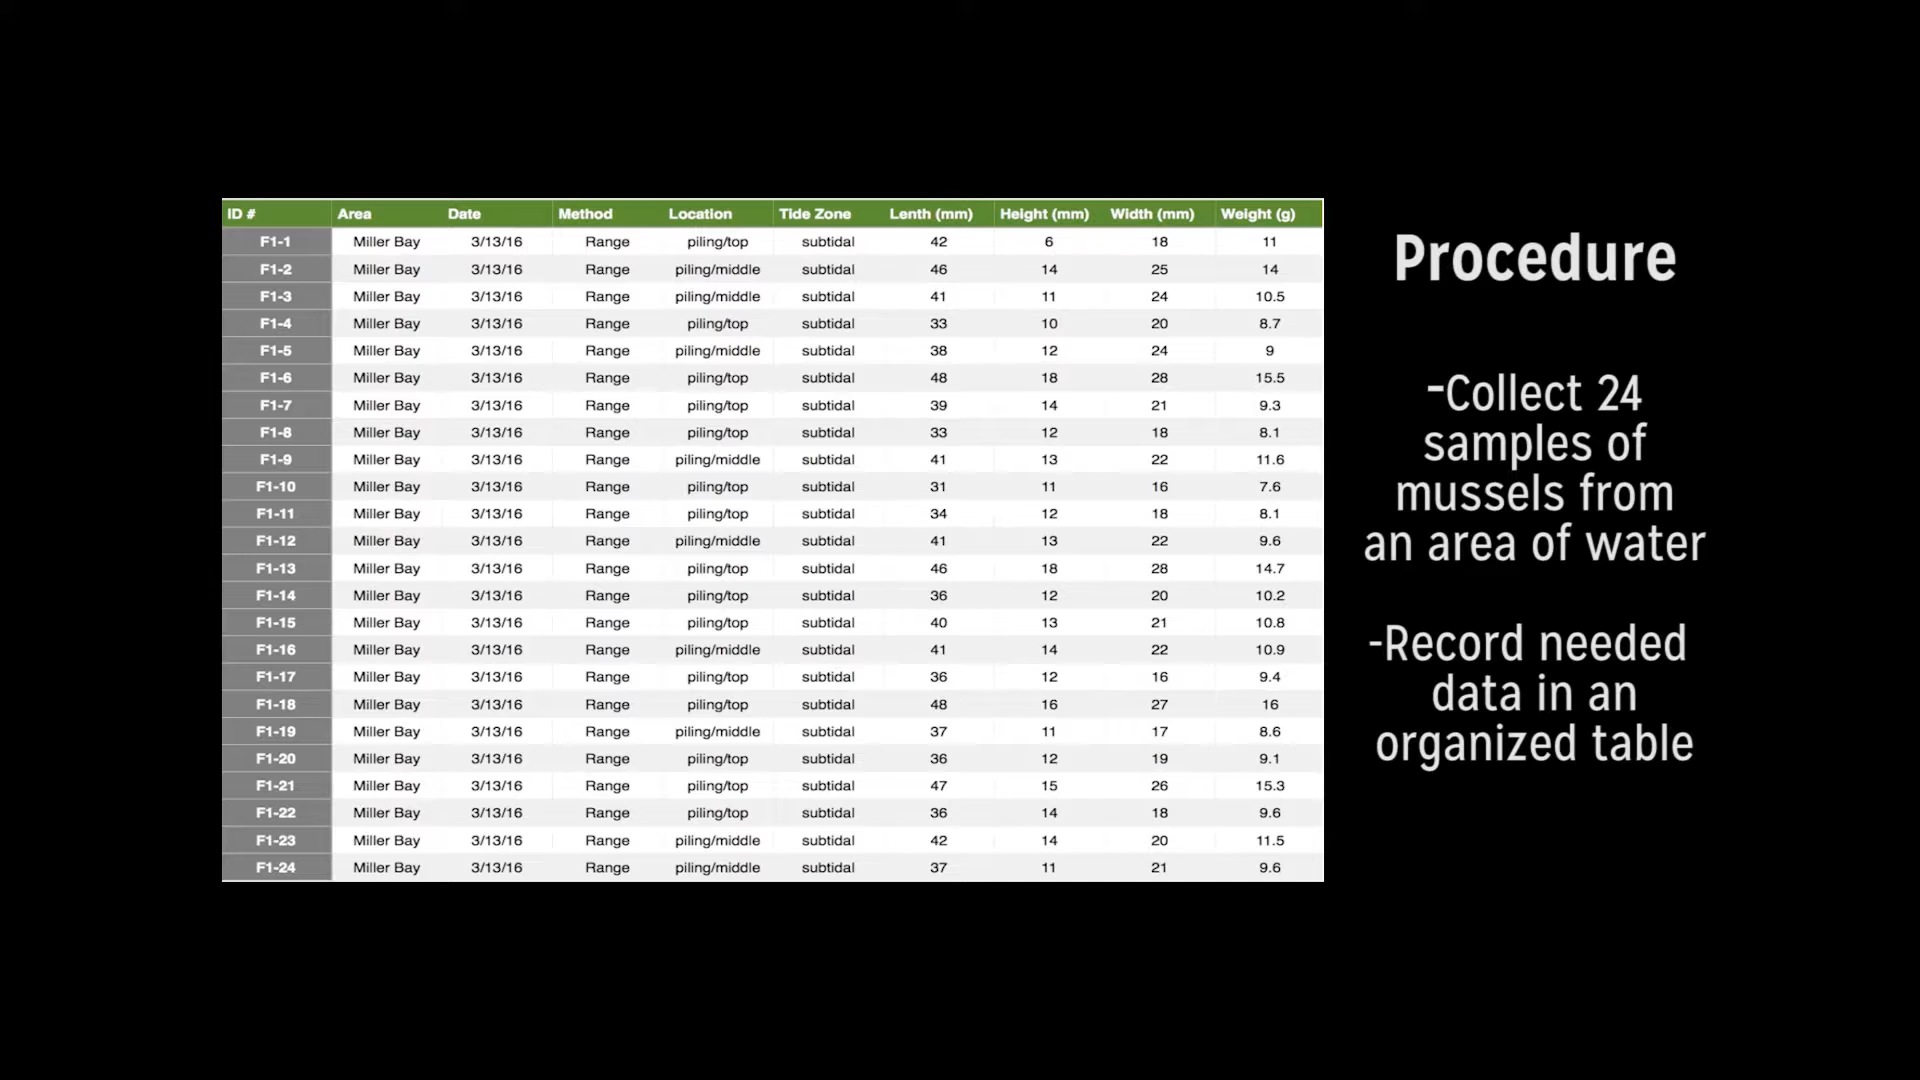 ID # Area Date Method Location Tide Zone Lenth (mm) Height (mm) Width (mm) Weight (g)
F1-1 Miller Bay 3/13/16 Range piling/top subtidal 42 6 18 11
F1-2 Miller Bay 3/13/16 Range piling/middle subtidal 46 14 25 14
F1-3 Miller Bay 3/13/16 Range piling/middle subtidal 41 11 24 10.5
F1-4 Miller Bay 3/13/16 Range piling/top subtidal 33 10 20 8.7
F1-5 Miller Bay 3/13/16 Range piling/middle subtidal 38 12 24 9
F1-6 Miller Bay 3/13/16 Range piling/top subtidal 48 18 28 15.5
F1-7 Miller Bay 3/13/16 Range piling/top subtidal 39 14 21 9.3
F1-8 Miller Bay 3/13/16 Range piling/top subtidal 33 12 18 8.1
F1-9 Miller Bay 3/13/16 Range piling/middle subtidal 41 13 22 11.6
F1-10 Miller Bay 3/13/16 Range piling/top subtidal 31 11 16 7.6
F1-11 Miller Bay 3/13/16 Range piling/top subtidal 34 12 18 8.1
F1-12 Miller Bay 3/13/16 Range piling/middle subtidal 41 13 22 9.6
F1-13 Miller Bay 3/13/16 Range piling/top subtidal 46 18 28 14.7
F1-14 Miller Bay 3/13/16 Range piling/top subtidal 36 12 20 10.2
F1-15 Miller Bay 3/13/16 Range piling/top subtidal 40 13 21 10.8
F1-16 Miller Bay 3/13/16 Range piling/middle subtidal 41 14 22 10.9
F1-17 Miller Bay 3/13/16 Range piling/top subtidal 36 12 16 9.4
F1-18 Miller Bay 3/13/16 Range piling/top subtidal 48 16 27 16
F1-19 Miller Bay 3/13/16 Range piling/middle subtidal 37 11 17 8.6
F1-20 Miller Bay 3/13/16 Range piling/top subtidal 36 12 19 9.1
F1-21 Miller Bay 3/13/16 Range piling/top subtidal 47 15 26 15.3
F1-22 Miller Bay 3/13/16 Range piling/top subtidal 36 14 18 9.6
F1-23 Miller Bay 3/13/16 Range piling/middle subtidal 42 14 20 11.5
F1-24 Miller Bay 3/13/16 Range piling/middle subtidal 37 11 21 9.6
Procedure
-Collect 24
samples of
mussels from
an area of water
-Record needed
data in an
organized table